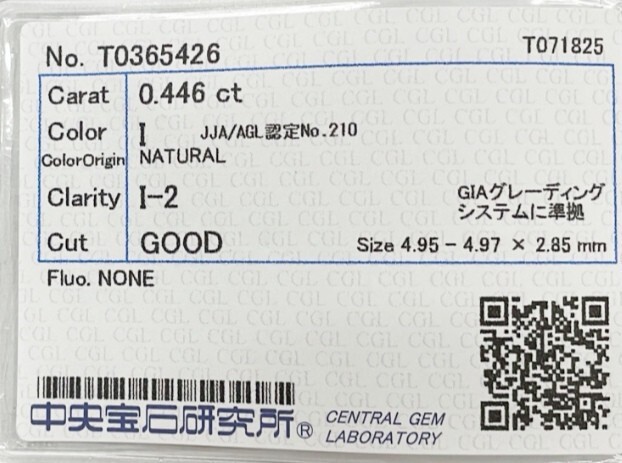 No. T0365426
T071825
Carat 0.446 ct
Color I JJA/AGL認定No.210
ColorOrigin NATURAL
Clarity I-2
GIAグレーディング
システムに準拠
Cut GOOD Size 4.95 - 4.97 × 2.85 mm
Fluo. NONE
中央宝石研究所® CENTRAL GEM
LABORATORY